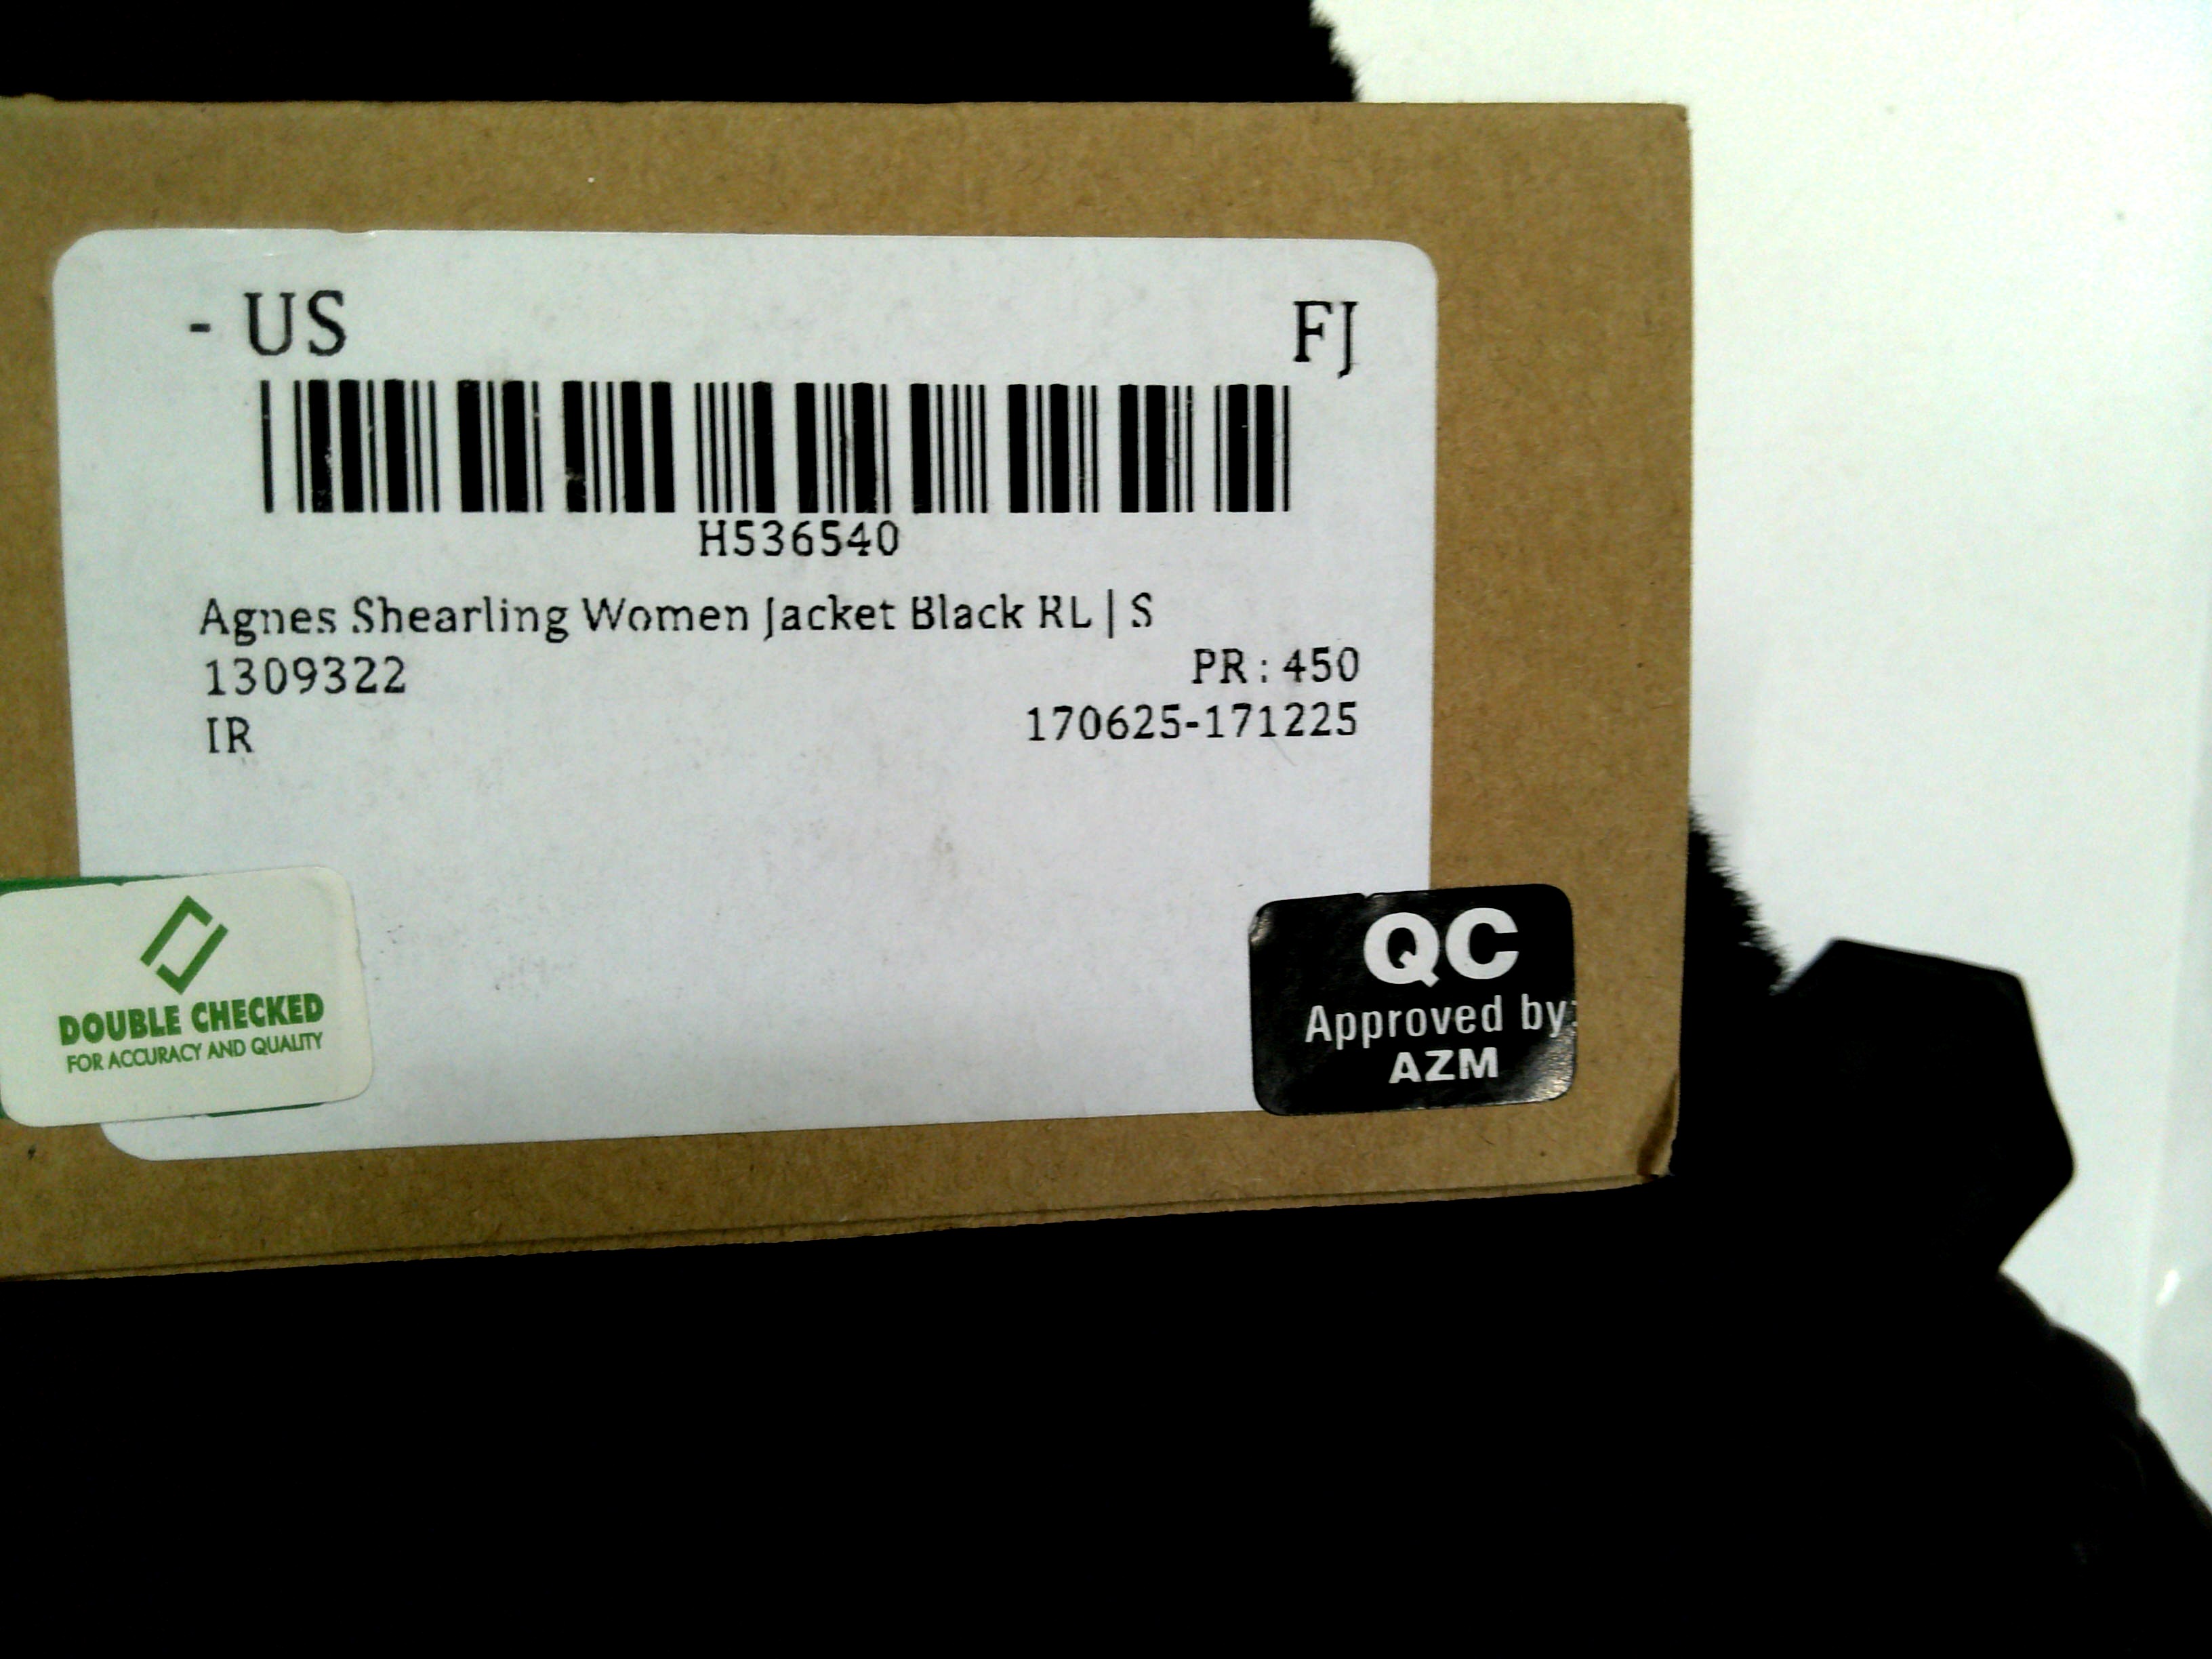 - US FJ
H536540
Agnes Shearling Women Jacket Black RL | S
1309322 PR : 450
IR 170625-171225
DOUBLE CHECKED
FOR ACCURACY AND QUALITY
QC
Approved by:
AZM